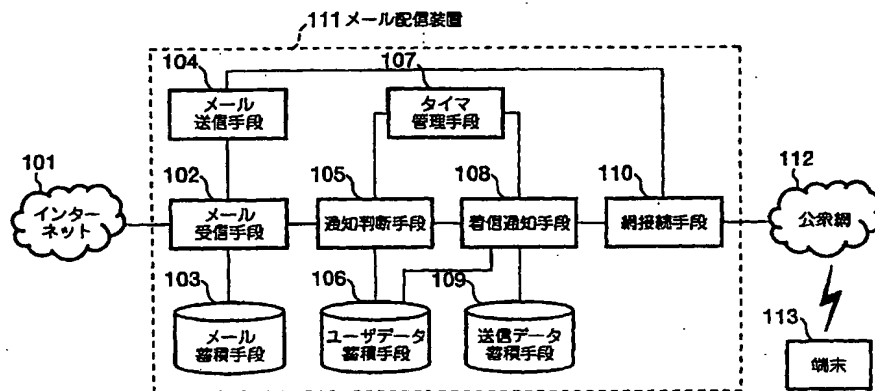 111 メール配信装置
104
メール
送信手段
107
タイマ
管理手段
101
インター
ネット
102
メール
受信手段
105
通知判断手段
108
着信通知手段
110
網接続手段
112
公衆網
103
メール
蓄積手段
106
ユーザデータ
蓄積手段
109
送信データ
蓄積手段
113
端末